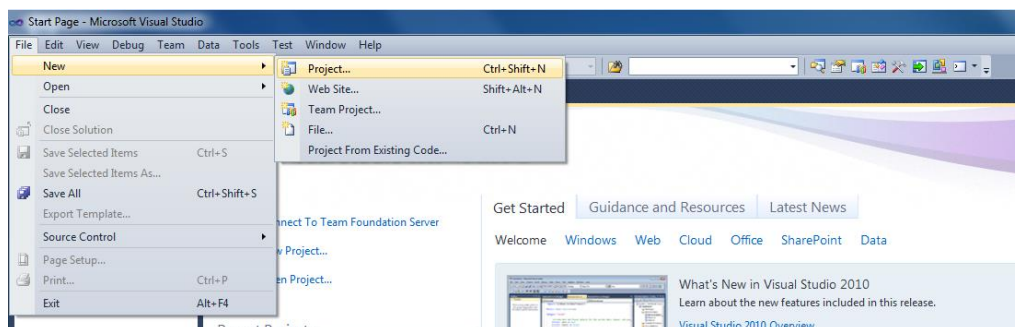 Start Page - Microsoft Visual Studio
File Edit View Debug Team Data Tools Test Window Help
New
Open
Close
Close Solution
Save Selected Items Ctrl+S
Save Selected Items As...
Save All Ctrl+Shift+S
Export Template...
Source Control
Page Setup...
Print... Ctrl+P
Exit Alt+F4
Project... Ctrl+Shift+N
Web Site... Shift+Alt+N
Team Project...
File... Ctrl+N
Project From Existing Code...
nnect To Team Foundation Server
w Project...
en Project...
Get Started Guidance and Resources Latest News
Welcome Windows Web Cloud Office SharePoint Data
What's New in Visual Studio 2010
Learn about the new features included in this release.
Visual Studio 2010 Overview